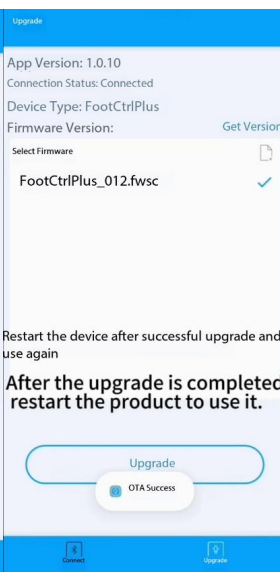 Upgrade
App Version: 1.0.10
Connection Status: Connected
Device Type: FootCtrlPlus
Firmware Version: Get Version
Select Firmware
FootCtrlPlus_012.fwsc
Restart the device after successful upgrade and
use again
After the upgrade is completed
restart the product to use it.
Upgrade
OTA Success
Connect Upgrade